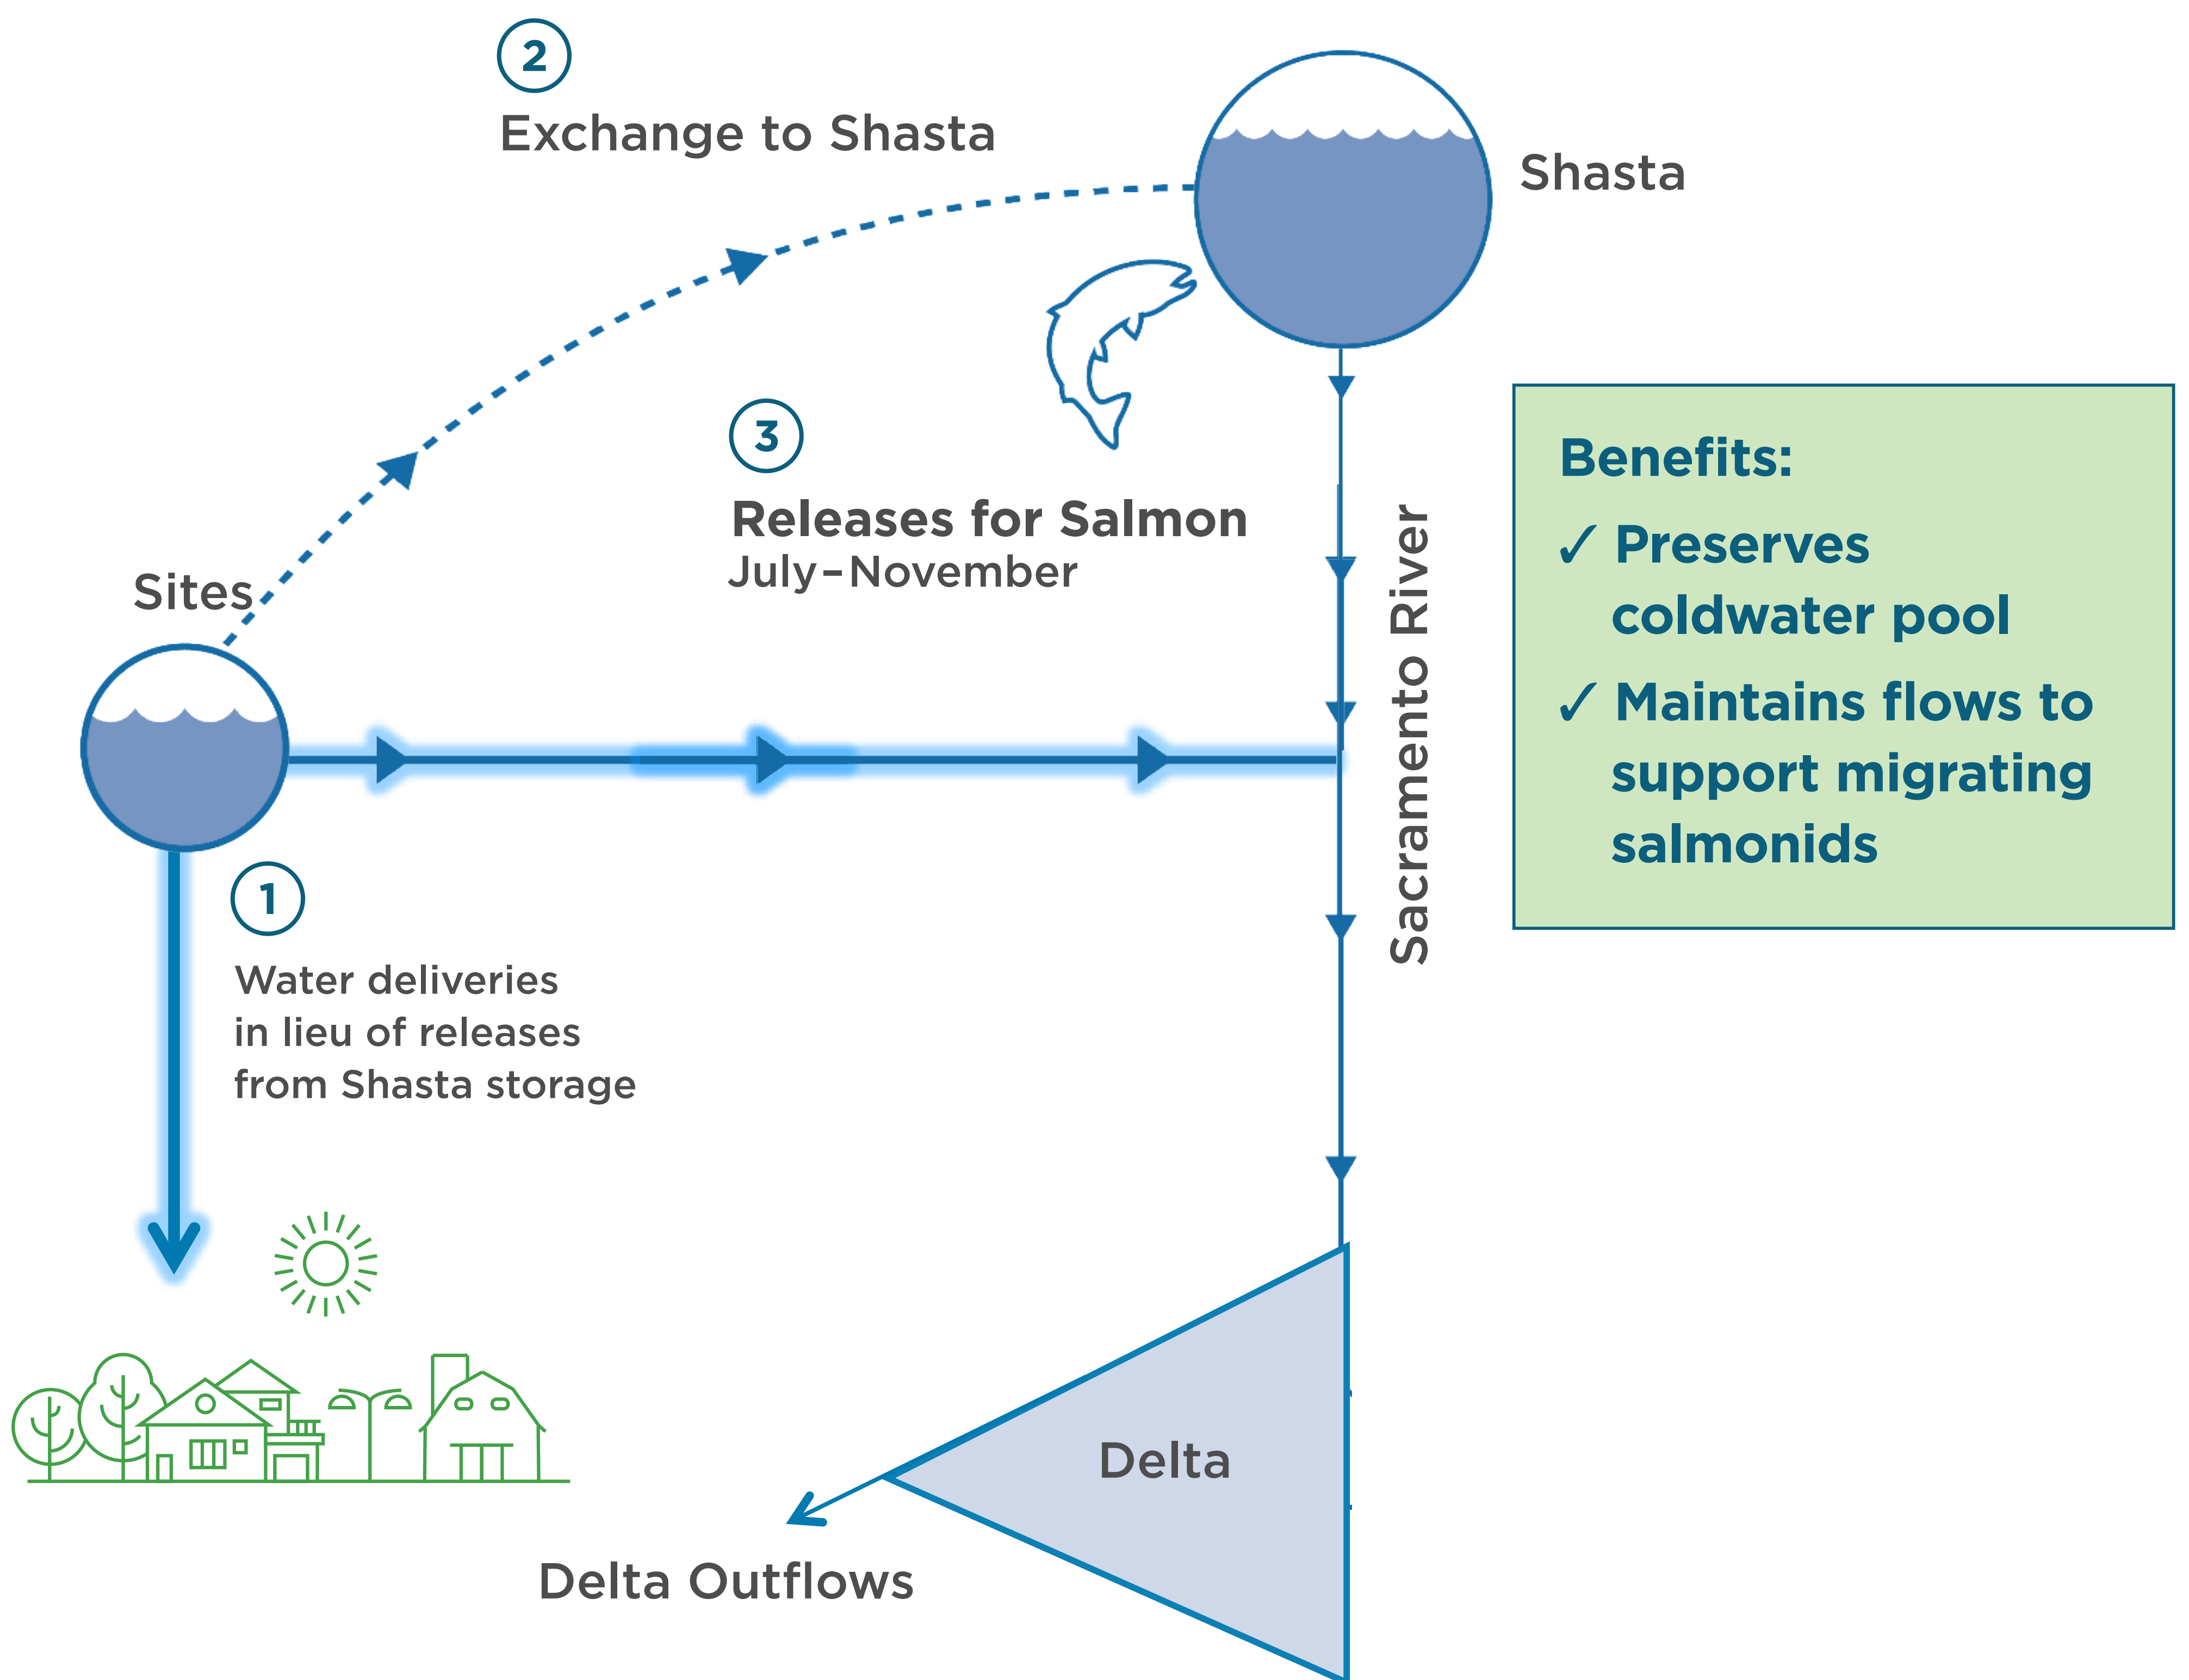 2
Exchange to Shasta
Shasta
3
Releases for Salmon
July–November
Sites
Sacramento River
Benefits:
✓ Preserves
coldwater pool
✓ Maintains flows to
support migrating
salmonids
1
Water deliveries
in lieu of releases
from Shasta storage
Delta
Delta Outflows